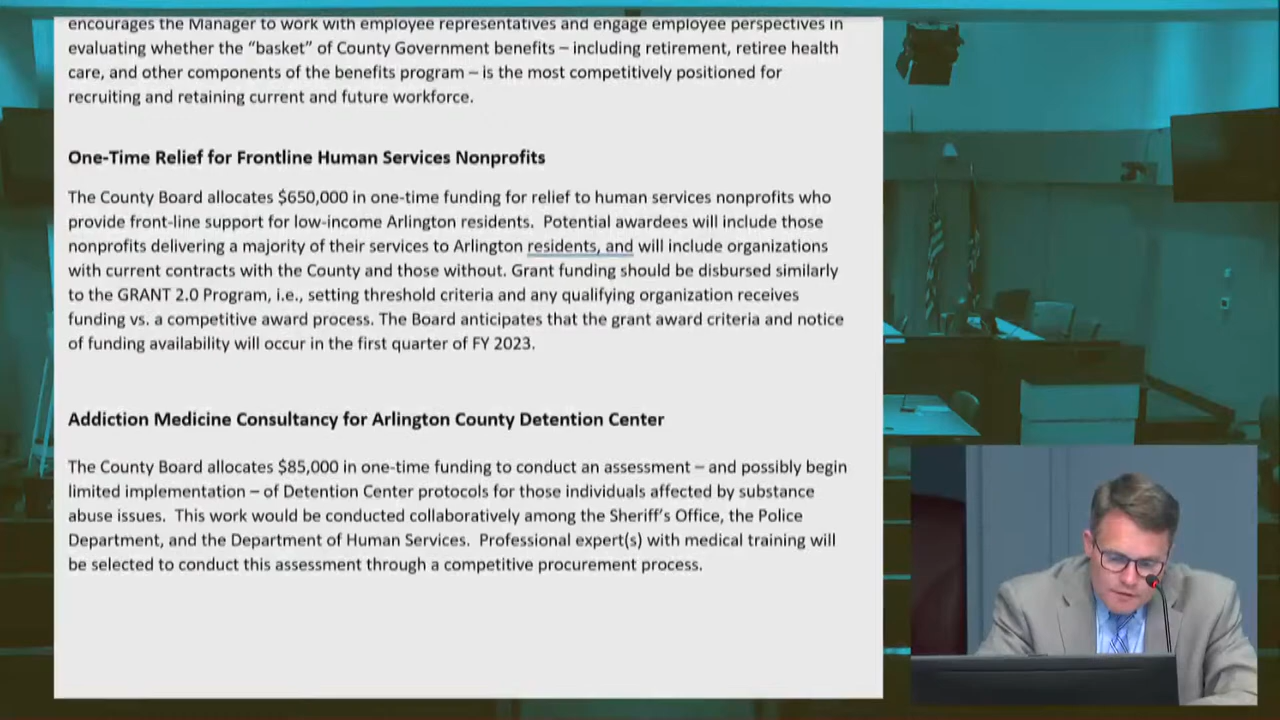 encourages the Manager to work with employee representatives and engage employee perspectives in
evaluating whether the “basket” of County Government benefits – including retirement, retiree health
care, and other components of the benefits program – is the most competitively positioned for
recruiting and retaining current and future workforce.
One-Time Relief for Frontline Human Services Nonprofits
The County Board allocates $650,000 in one-time funding for relief to human services nonprofits who
provide front-line support for low-income Arlington residents.  Potential awardees will include those
nonprofits delivering a majority of their services to Arlington residents, and will include organizations
with current contracts with the County and those without. Grant funding should be disbursed similarly
to the GRANT 2.0 Program, i.e., setting threshold criteria and any qualifying organization receives
funding vs. a competitive award process. The Board anticipates that the grant award criteria and notice
of funding availability will occur in the first quarter of FY 2023.
Addiction Medicine Consultancy for Arlington County Detention Center
The County Board allocates $85,000 in one-time funding to conduct an assessment – and possibly begin
limited implementation – of Detention Center protocols for those individuals affected by substance
abuse issues.  This work would be conducted collaboratively among the Sheriff’s Office, the Police
Department, and the Department of Human Services.  Professional expert(s) with medical training will
be selected to conduct this assessment through a competitive procurement process.